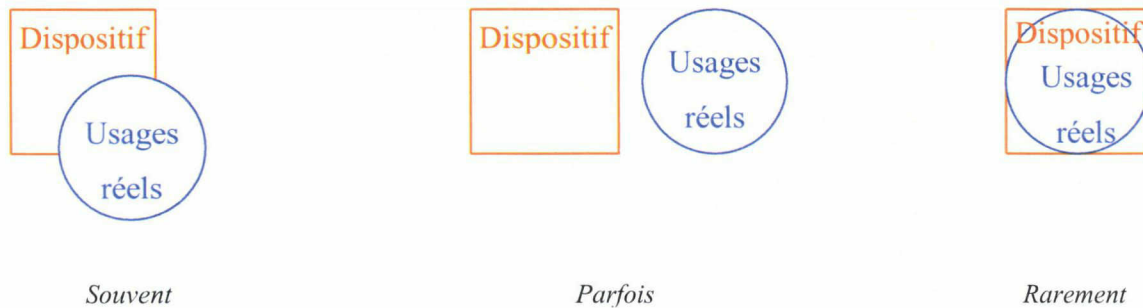 Dispositif
Usages
réels
Dispositif
Usages
réels
Dispositif
Usages
réels
Souvent
Parfois
Rarement